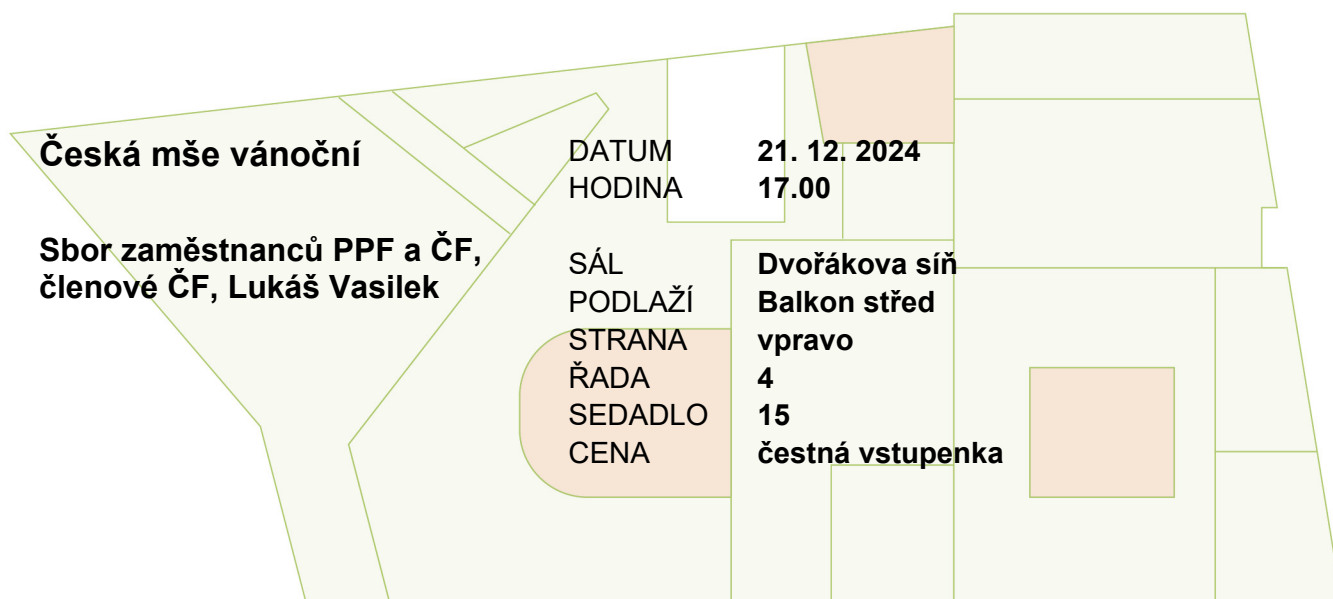 Česká mše vánoční
Sbor zaměstnanců PPF a ČF,
členové ČF, Lukáš Vasilek
DATUM 21. 12. 2024
HODINA 17.00
SÁL Dvořákova síň
PODLAŽÍ Balkon střed
STRANA vpravo
ŘADA 4
SEDADLO 15
CENA čestná vstupenka